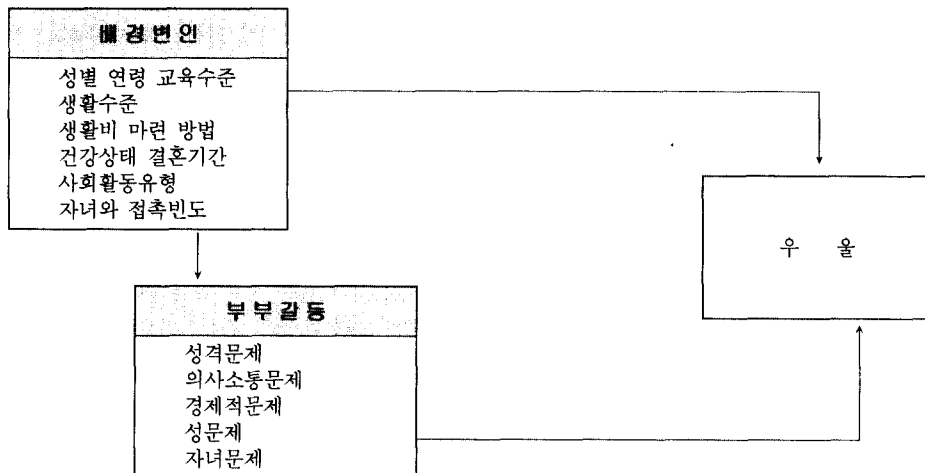 배경변인
성별 연령 교육수준
생활수준
생활비 마련 방법
건강상태 결혼기간
사회활동유형
자녀와 접촉빈도
우 울
부부갈등
성격문제
의사소통문제
경제적문제
성문제
자녀문제